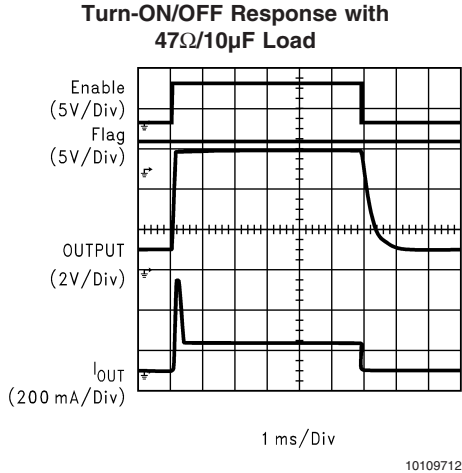 Turn-ON/OFF Response with
47Ω/10µF Load
Enable
(5V/Div)
Flag
(5V/Div)
OUTPUT
(2V/Div)
IOUT
(200 mA/Div)
1 ms/Div
10109712